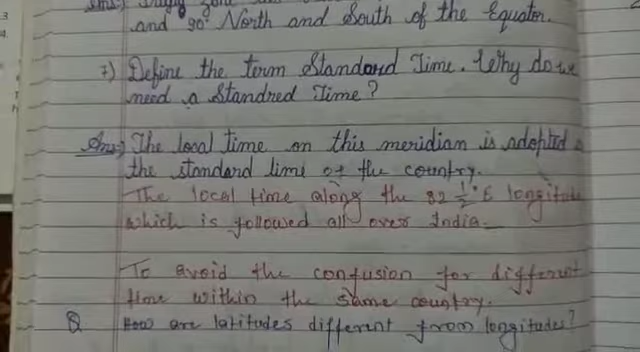 and 90° North and South of the Equator.
7) Define the term Standard Time. Why do we
need a Standred Time?
Ans:) The local time on this meridian is adopted
the standard time of the country.
The local time along the 82 1/2° E longitude
which is followed all over India.
To avoid the confusion for different
time within the same country.
Q How are latitudes different from longitudes?